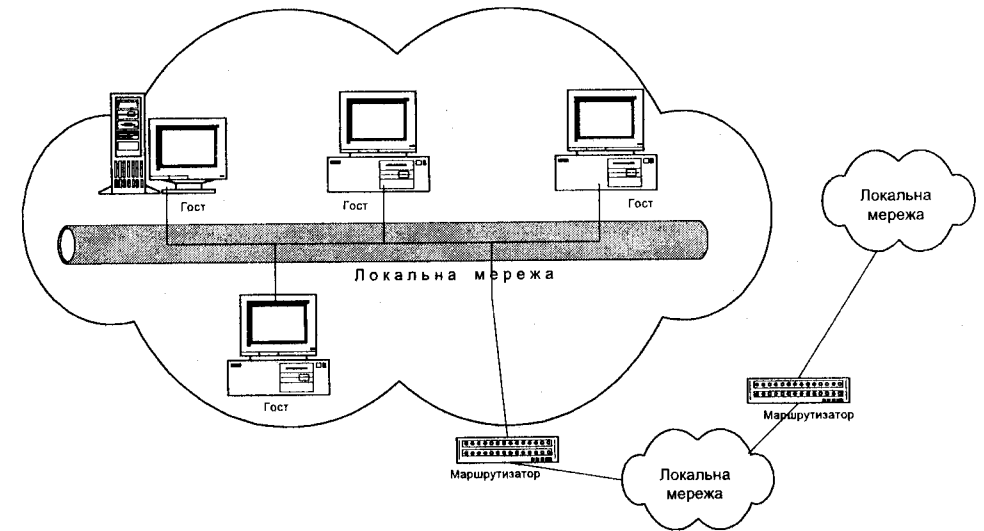 Гост
Гост
Гост
Локальна
мережа
Локальна мережа
Гост
Маршрутизатор
Маршрутизатор
Локальна
мережа